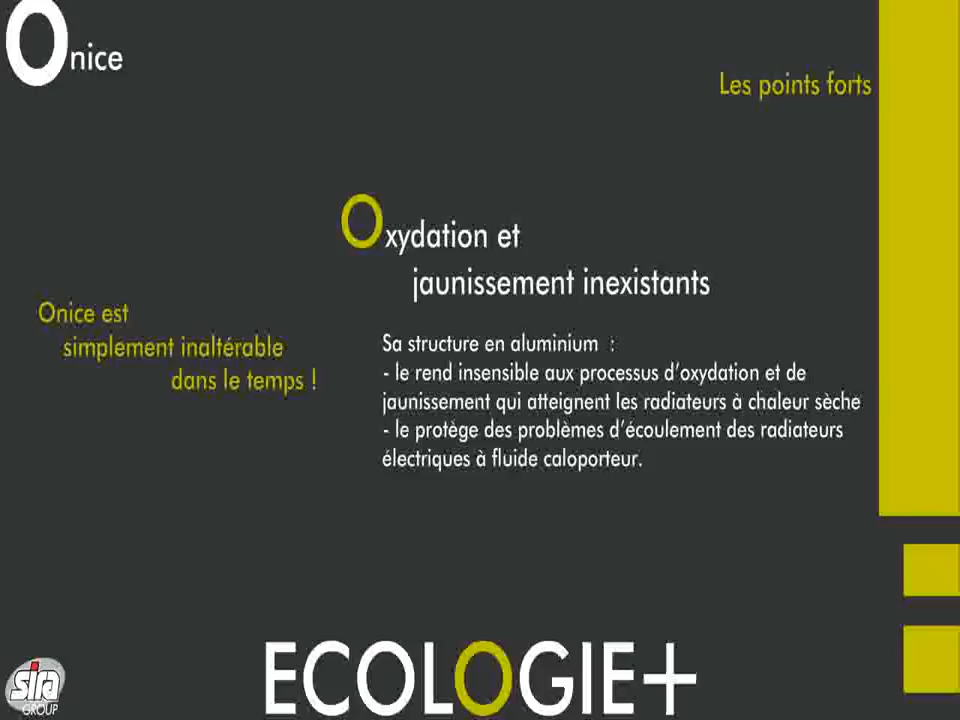 Onice
Les points forts
Oxydation et
jaunissement inexistants
Onice est
simplement inaltérable
dans le temps !
Sa structure en aluminium :
- le rend insensible aux processus d'oxydation et de
jaunissement qui atteignent les radiateurs à chaleur sèche
- le protège des problèmes d'écoulement des radiateurs
électriques à fluide caloporteur.
ECOLOGIE+
sira
GROUP